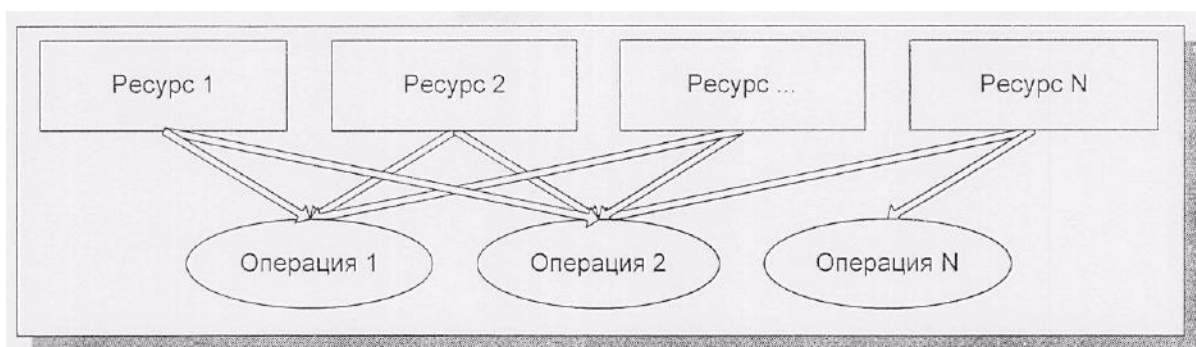 Ресурс 1
Ресурс 2
Ресурс ...
Ресурс N
Операция 1
Операция 2
Операция N